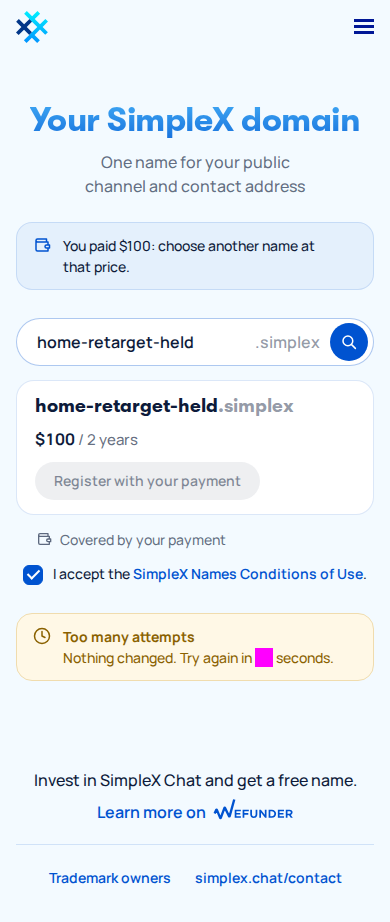 Your SimpleX domain
One name for your public
channel and contact address
You paid $100: choose another name at
that price.
home-retarget-held .simplex
home-retarget-held.simplex
$100 / 2 years
Register with your payment
Covered by your payment
I accept the SimpleX Names Conditions of Use.
Too many attempts
Nothing changed. Try again in seconds.
Invest in SimpleX Chat and get a free name.
Learn more on WEFUNDER
Trademark owners simplex.chat/contact